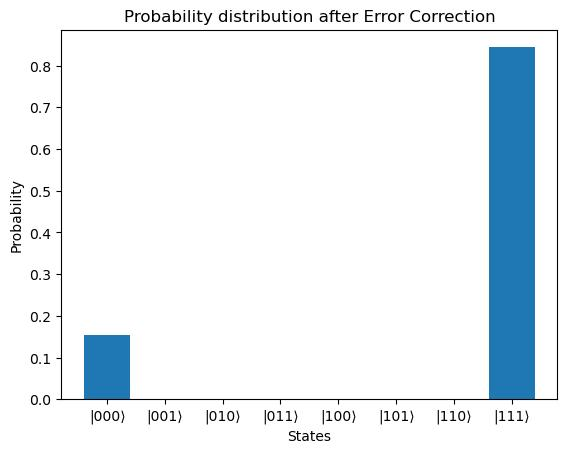 Probability distribution after Error Correction
Probability
0.8
0.7
0.6
0.5
0.4
0.3
0.2
0.1
0.0
|000⟩ |001⟩ |010⟩ |011⟩ |100⟩ |101⟩ |110⟩ |111⟩
States